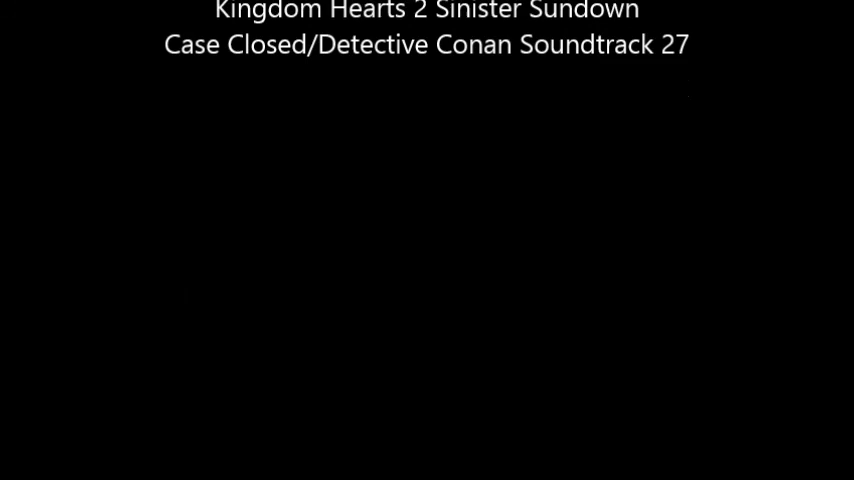 Kingdom Hearts 2 Sinister Sundown
Case Closed/Detective Conan Soundtrack 27